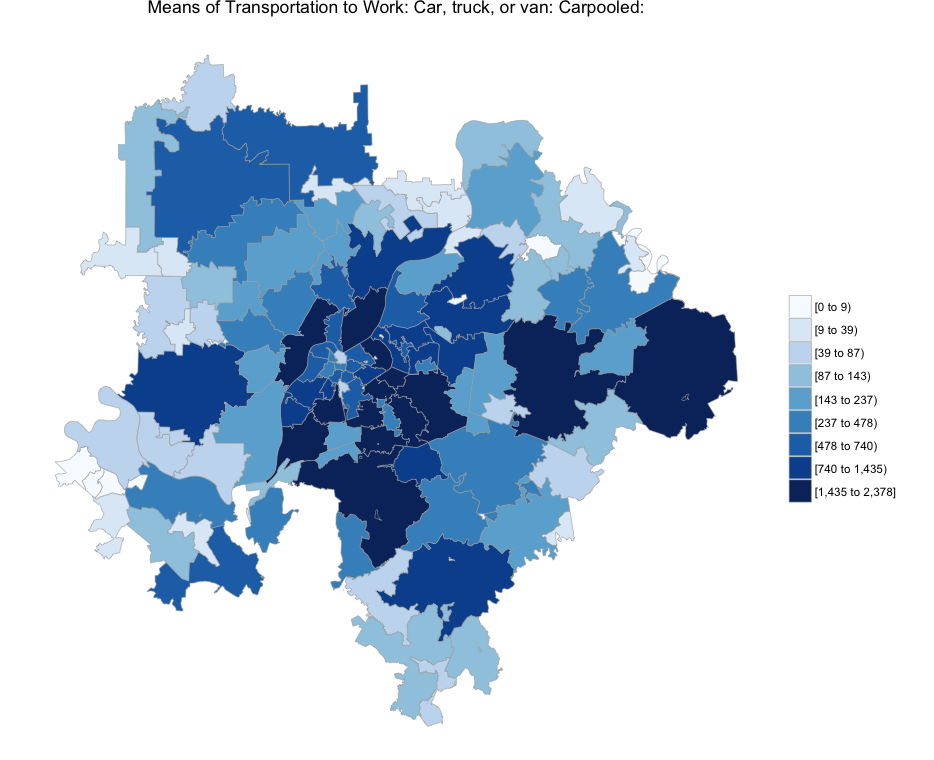 Means of Transportation to Work: Car, truck, or van: Carpooled:
[0 to 9)
[9 to 39)
[39 to 87)
[87 to 143)
[143 to 237)
[237 to 478)
[478 to 740)
[740 to 1,435)
[1,435 to 2,378]